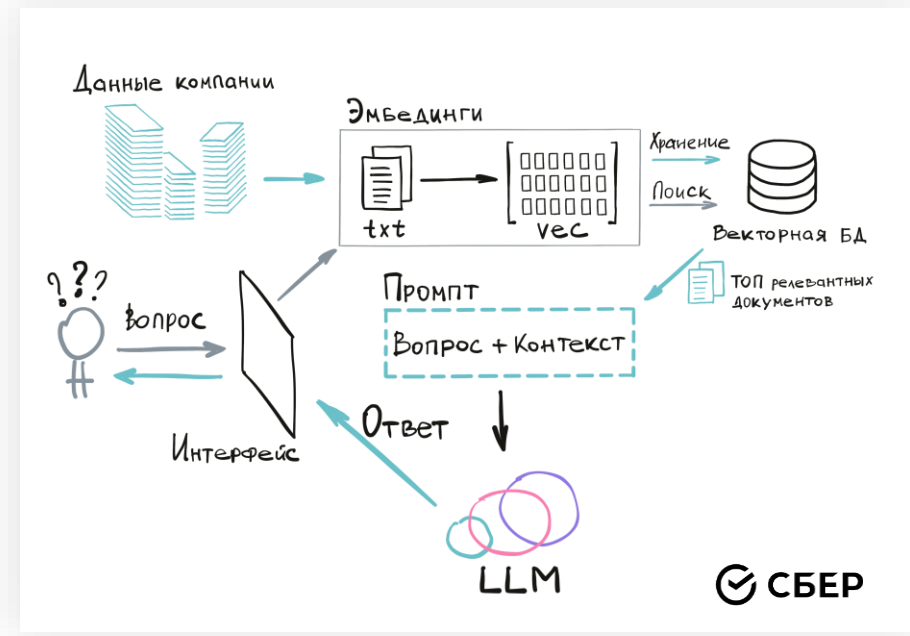 Данные компании
Эмбединги
txt
vec
Хранение
Поиск
Векторная БД
ТОП релевантных
документов
???
Вопрос
Интерфейс
Промпт
Вопрос + Контекст
Ответ
LLM
СБЕР